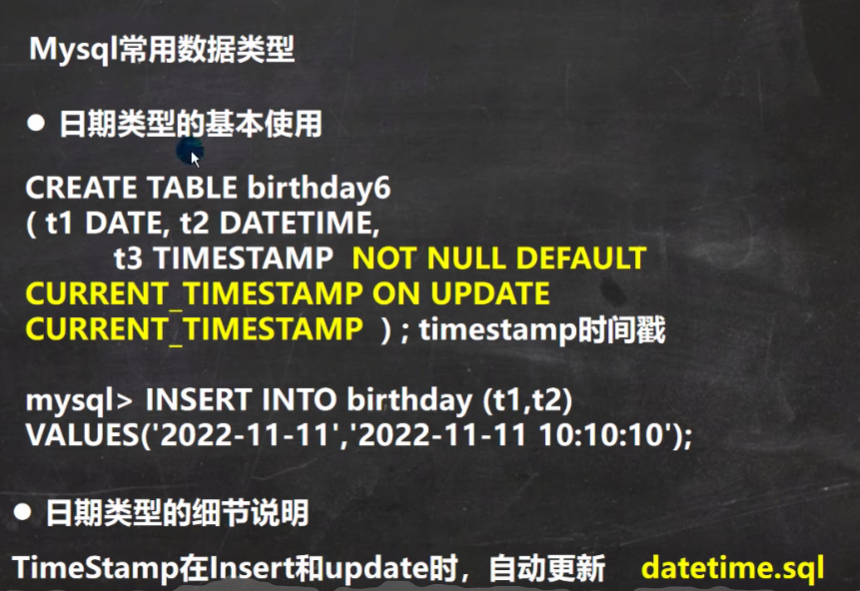 Mysql常用数据类型
● 日期类型的基本使用
CREATE TABLE birthday6
( t1 DATE, t2 DATETIME,
t3 TIMESTAMP NOT NULL DEFAULT
CURRENT_TIMESTAMP ON UPDATE
CURRENT_TIMESTAMP ) ; timestamp时间戳
mysql> INSERT INTO birthday (t1,t2)
VALUES('2022-11-11','2022-11-11 10:10:10');
● 日期类型的细节说明
TimeStamp在Insert和update时，自动更新 datetime.sql